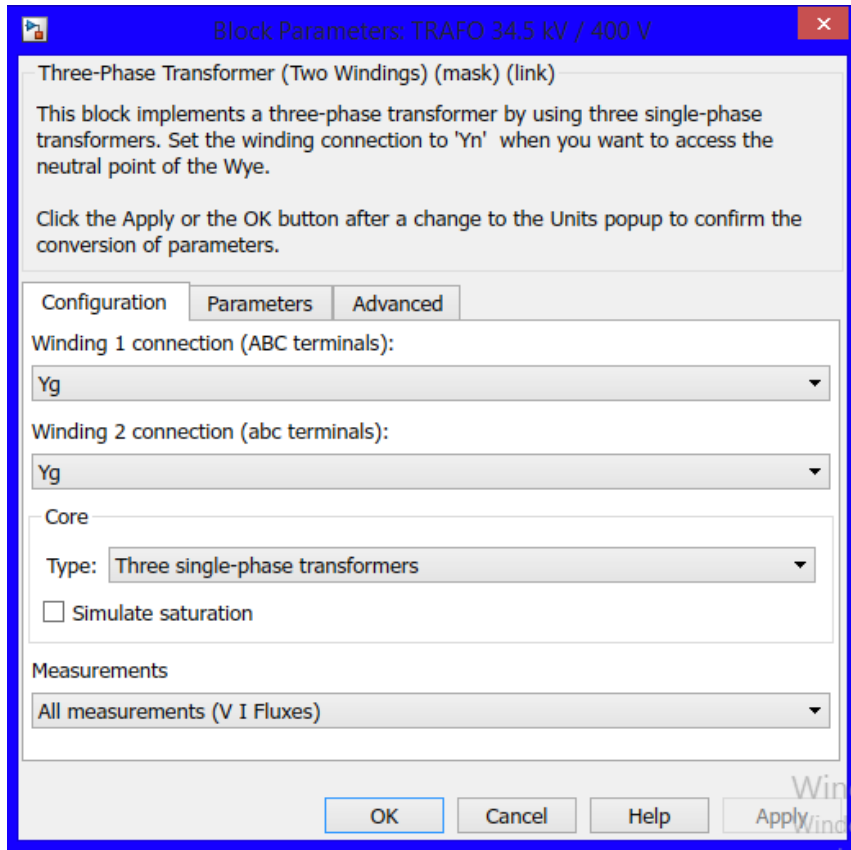 Block Parameters: TRAFO 34.5 kV / 400 V
Three-Phase Transformer (Two Windings) (mask) (link)
This block implements a three-phase transformer by using three single-phase
transformers. Set the winding connection to 'Yn' when you want to access the
neutral point of the Wye.
Click the Apply or the OK button after a change to the Units popup to confirm the
conversion of parameters.
Configuration Parameters Advanced
Winding 1 connection (ABC terminals):
Yg
Winding 2 connection (abc terminals):
Yg
Core
Type: Three single-phase transformers
Simulate saturation
Measurements
All measurements (V I Fluxes)
OK Cancel Help Apply
Win
Wind